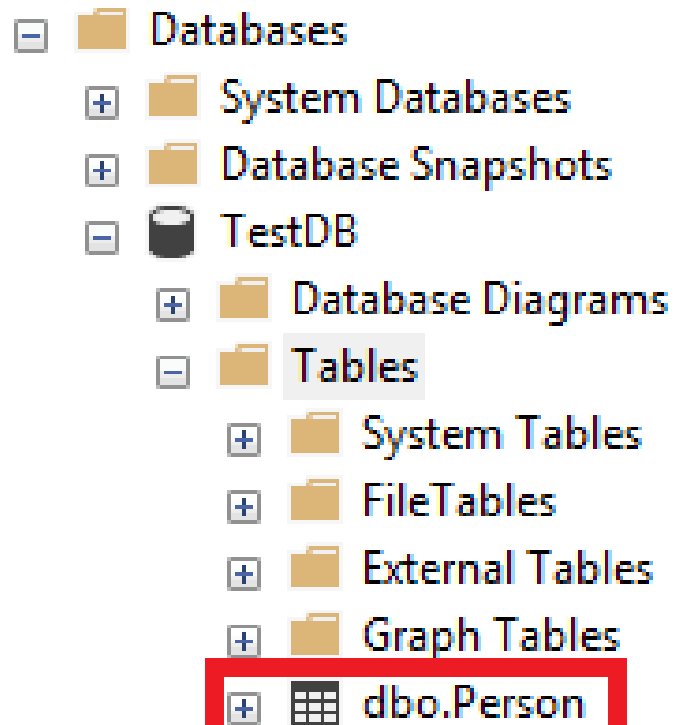 Databases
System Databases
Database Snapshots
TestDB
Database Diagrams
Tables
System Tables
FileTables
External Tables
Graph Tables
dbo.Person